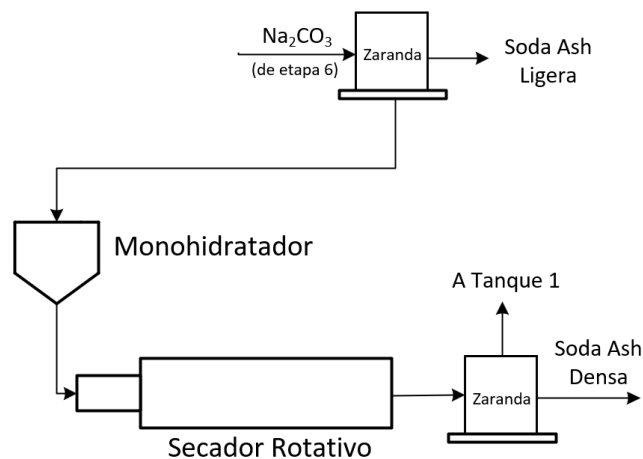 Na₂CO₃
(de etapa 6)
Zaranda
Soda Ash
Ligera
Monohidratador
A Tanque 1
Zaranda
Soda Ash
Densa
Secador Rotativo